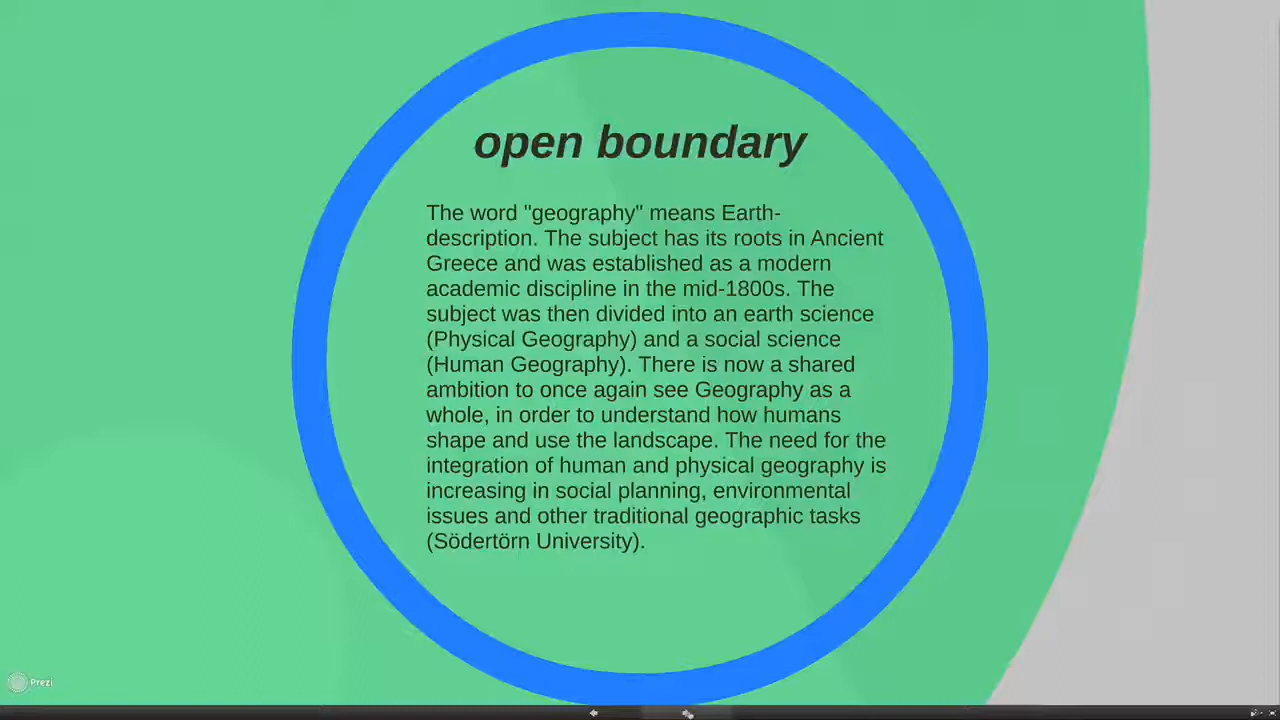 open boundary
The word "geography" means Earth-
description. The subject has its roots in Ancient
Greece and was established as a modern
academic discipline in the mid-1800s. The
subject was then divided into an earth science
(Physical Geography) and a social science
(Human Geography). There is now a shared
ambition to once again see Geography as a
whole, in order to understand how humans
shape and use the landscape. The need for the
integration of human and physical geography is
increasing in social planning, environmental
issues and other traditional geographic tasks
(Södertörn University).
Prezi